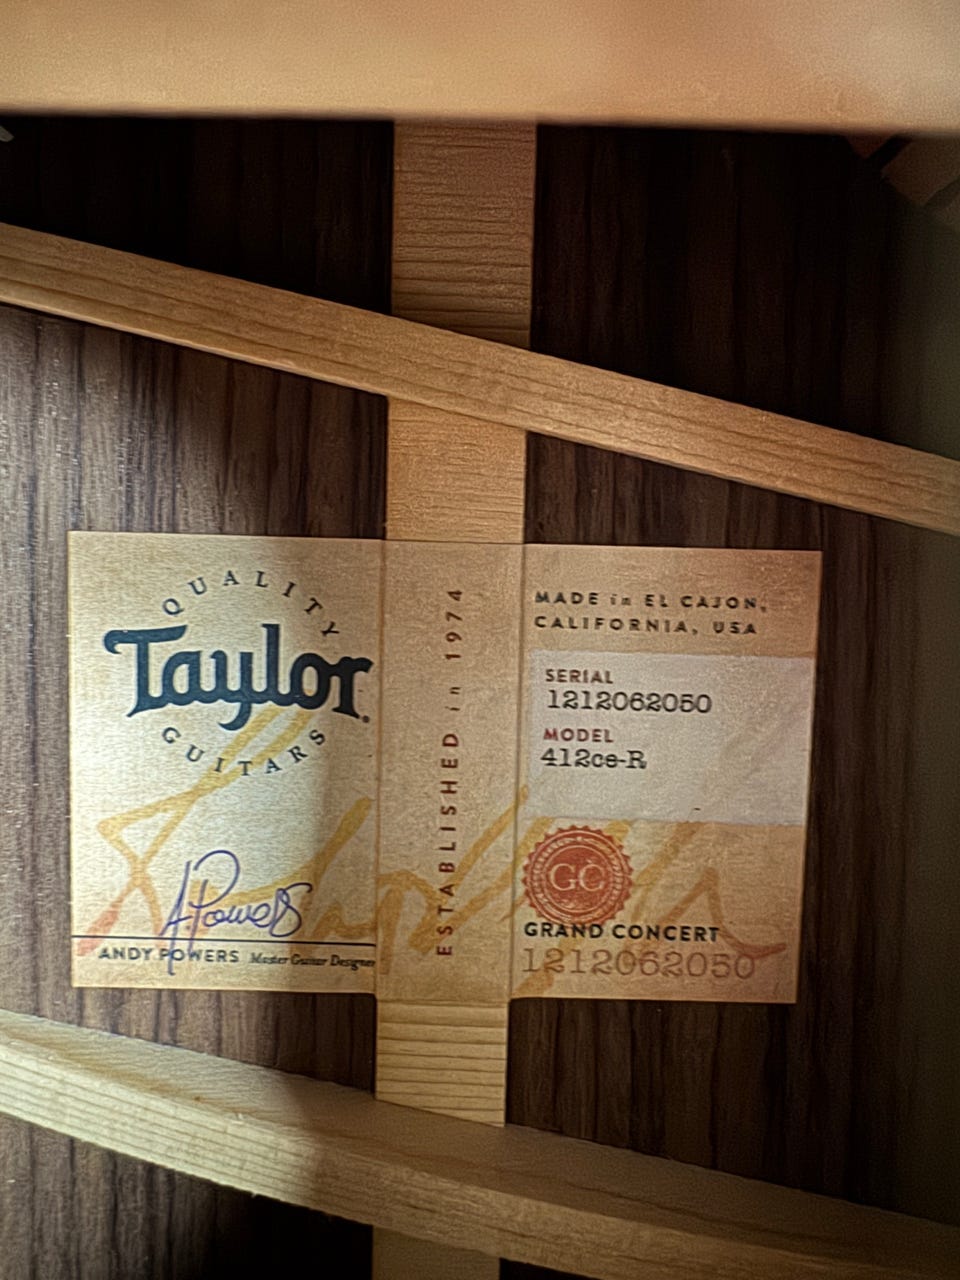 QUALITY
Taylor
GUITARS
A. Powers
ANDY POWERS Master Guitar Designer
ESTABLISHED in 1974
MADE in EL CAJON,
CALIFORNIA, USA
SERIAL
1212062050
MODEL
412ce-R
GC
GRAND CONCERT
1212062050